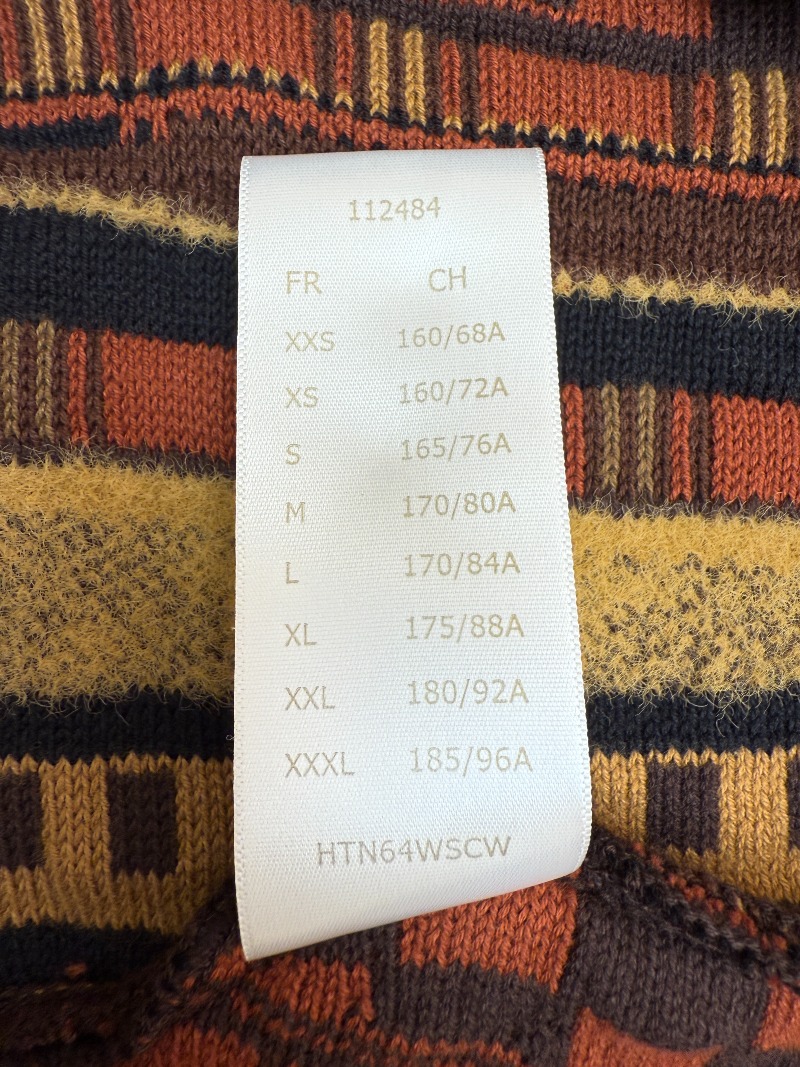 112484
FR CH
XXS 160/68A
XS 160/72A
S 165/76A
M 170/80A
L 170/84A
XL 175/88A
XXL 180/92A
XXXL 185/96A
HTN64WSCW